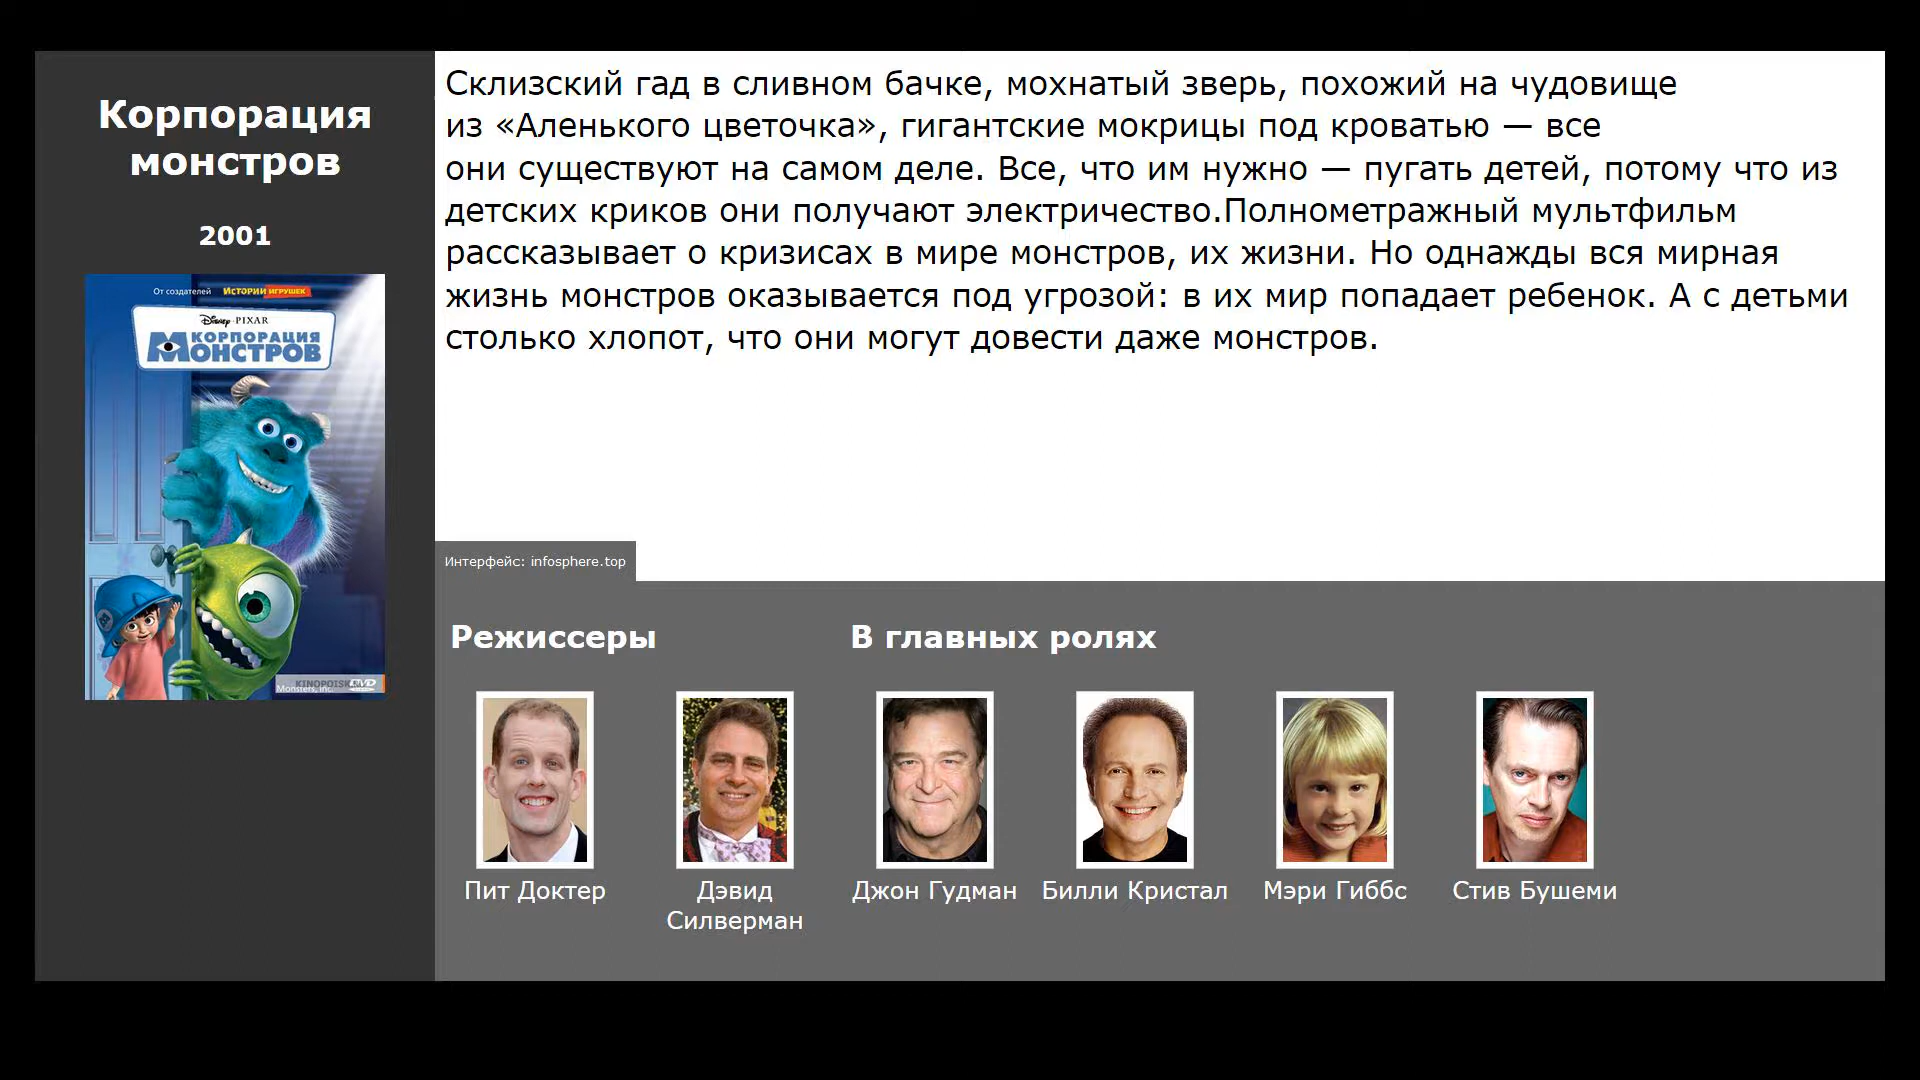 Корпорация
монстров
2001
От создателей ИСТОРИИ ИГРУШЕК
Disney · PIXAR
КОРПОРАЦИЯ
МОНСТРОВ
KINOPOISK
Monsters, Inc.
DVD
Склизский гад в сливном бачке, мохнатый зверь, похожий на чудовище
из «Аленького цветочка», гигантские мокрицы под кроватью — все
они существуют на самом деле. Все, что им нужно — пугать детей, потому что из
детских криков они получают электричество.Полнометражный мультфильм
рассказывает о кризисах в мире монстров, их жизни. Но однажды вся мирная
жизнь монстров оказывается под угрозой: в их мир попадает ребенок. А с детьми
столько хлопот, что они могут довести даже монстров.
Интерфейс: infosphere.top
Режиссеры
В главных ролях
Пит Доктер
Дэвид
Силверман
Джон Гудман
Билли Кристал
Мэри Гиббс
Стив Бушеми